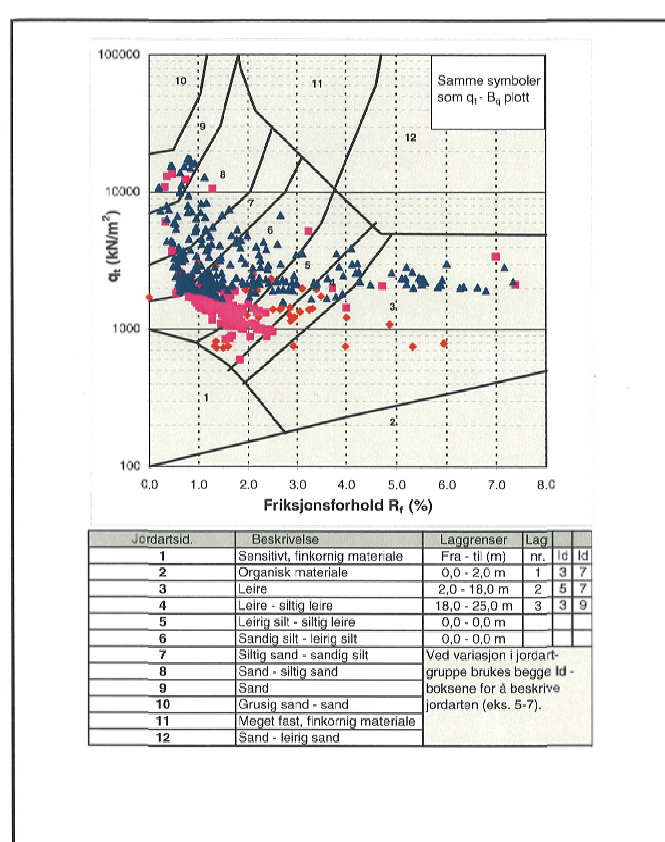 100000
10000
1000
100
qt (kN/m²)
10
9
8
7
6
5
11
12
3
1
2
Samme symboler
som qt - Bq plott
0.0 1.0 2.0 3.0 4.0 5.0 6.0 7.0 8.0
Friksjonsforhold Rf (%)
Jordartsid. Beskrivelse Laggrenser Lag
1 Sensitivt, finkornig materiale Fra - til (m) nr. Id Id
2 Organisk materiale 0,0 - 2,0 m 1 3 7
3 Leire 2,0 - 18,0 m 2 5 7
4 Leire - siltig leire 18,0 - 25,0 m 3 3 9
5 Leirig silt - siltig leire 0,0 - 0,0 m
6 Sandig silt - leirig silt 0,0 - 0,0 m
7 Siltig sand - sandig silt Ved variasjon i jordart-
8 Sand - siltig sand gruppe brukes begge Id -
9 Sand boksene for å beskrive
10 Grusig sand - sand jordarten (eks. 5-7).
11 Meget fast, finkornig materiale
12 Sand - leirig sand